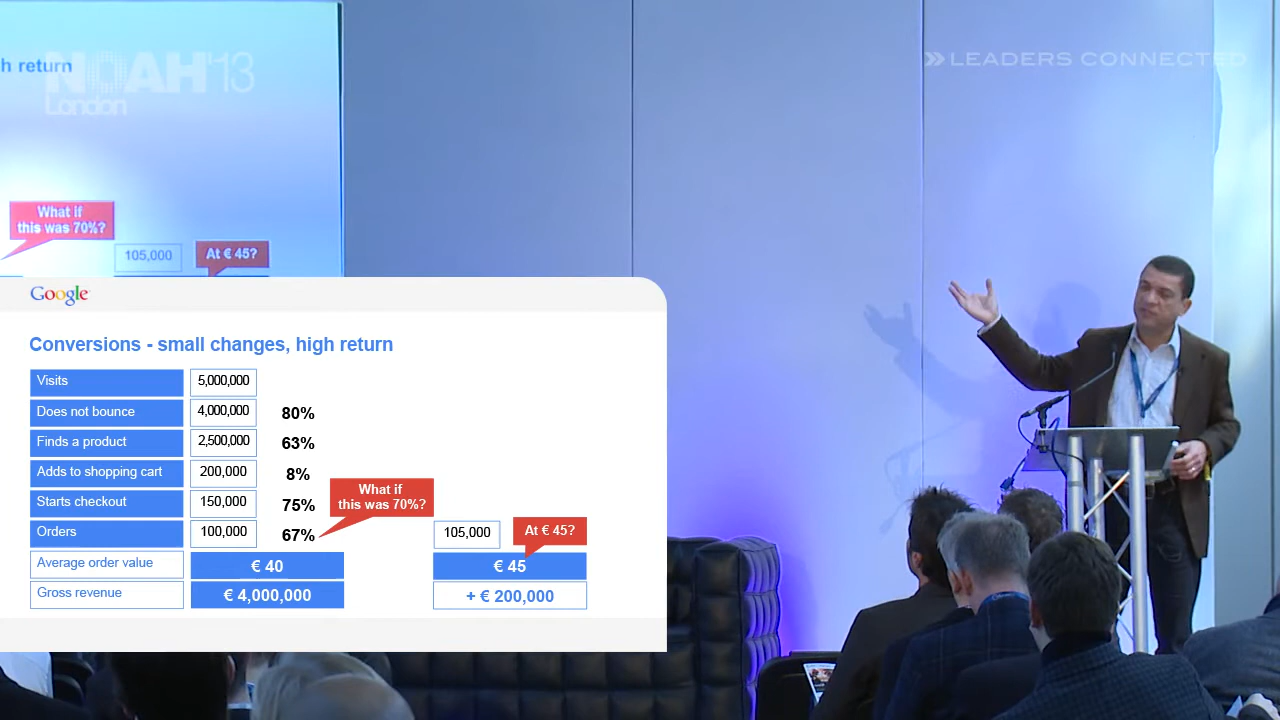 NOAH'13
London
» LEADERS CONNECTED
h return
What if
this was 70%?
105,000
At € 45?
Google
Conversions - small changes, high return
Visits 5,000,000
Does not bounce 4,000,000 80%
Finds a product 2,500,000 63%
Adds to shopping cart 200,000 8%
Starts checkout 150,000 75%
What if
this was 70%?
Orders 100,000 67% 105,000 At € 45?
Average order value € 40 € 45
Gross revenue € 4,000,000 + € 200,000